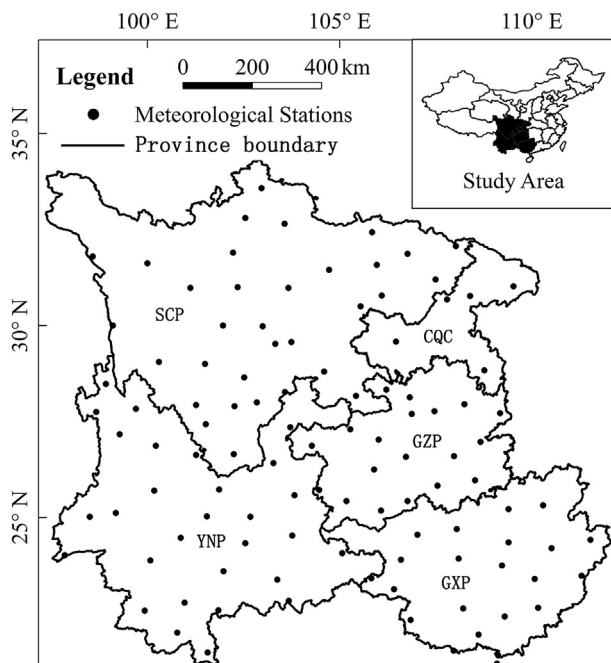 100° E 105° E 110° E
Legend
0 200 400 km
Meteorological Stations
Province boundary
Study Area
35° N
30° N
25° N
SCP
CQC
GZP
YNP
GXP